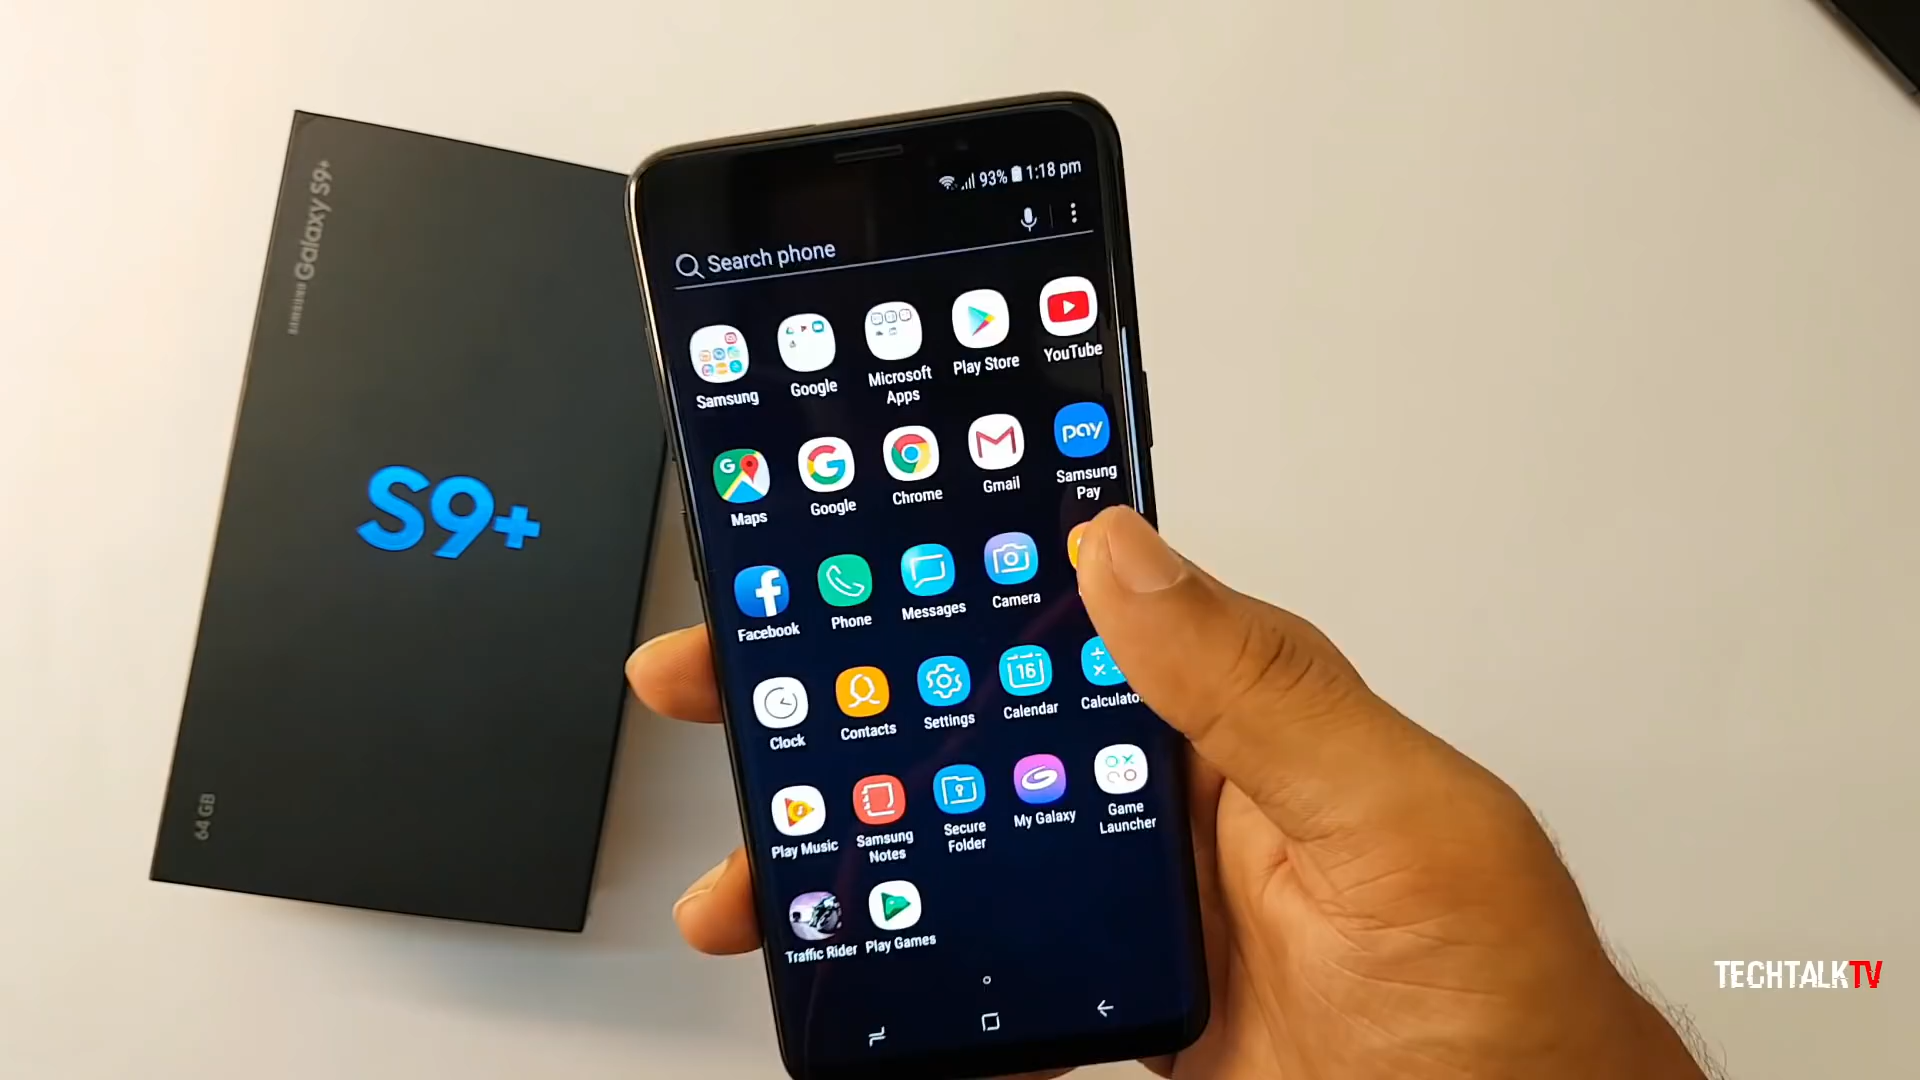 SAMSUNG Galaxy S9+
S9+
64 GB
93% 1:18 pm
Search phone
Samsung
Google
Microsoft
Apps
Play Store
YouTube
Maps
Google
Chrome
Gmail
pay
Samsung
Pay
Facebook
Phone
Messages
Camera
Clock
Contacts
Settings
16
Calendar
Calculato
Play Music
Samsung
Notes
Secure
Folder
My Galaxy
Game
Launcher
Traffic Rider
Play Games
TECHTALKTV